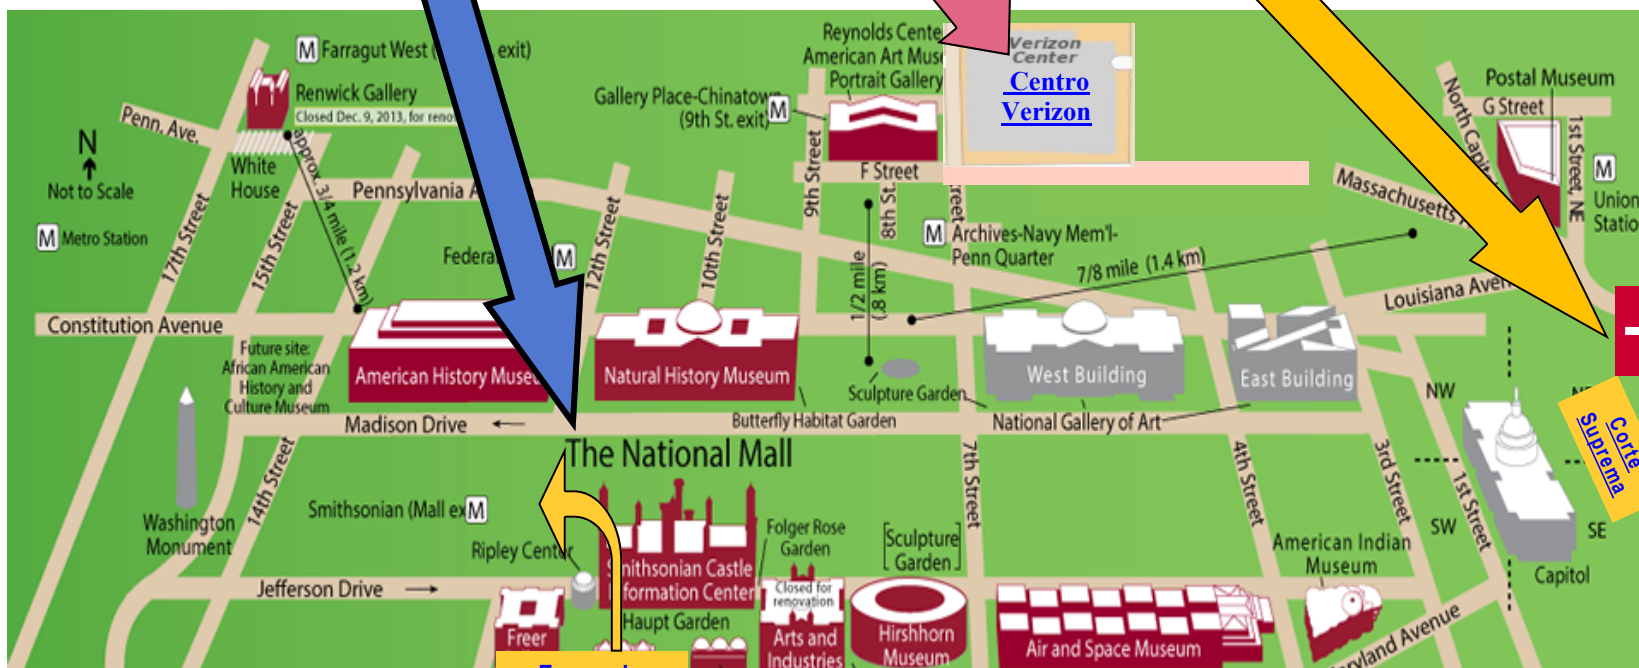 M Farragut West (
exit)
Renwick Gallery
Closed Dec. 9, 2013, for renov
Penn. Ave.
N
Not to Scale
White
House
approx. 3/4 mile (1.2 km)
Pennsylvania A
M Metro Station
17th Street
15th Street
Federa
M
12th Street
10th Street
Reynolds Cente
American Art Muse
Portrait Gallery
Gallery Place-Chinatown
(9th St. exit)
M
9th Street
F Street
8th St.
Verizon
Center
Centro
Verizon
treet
M Archives-Navy Mem'l-
Penn Quarter
1/2 mile
(.8 km)
7/8 mile (1.4 km)
Postal Museum
G Street
North Capit
1st Street, NE
M
Union
Statio
Massachusetts A
Louisiana Aven
Constitution Avenue
Future site:
African American
History and
Culture Museum
American History Museu
Natural History Museum
Sculpture Garden
West Building
East Building
Butterfly Habitat Garden
National Gallery of Art
Madison Drive
The National Mall
NW
Corte
Suprema
14th Street
7th Street
4th Street
3rd Street
1st Street
SW
SE
Washington
Monument
Smithsonian (Mall ex
M
Ripley Center
Smithsonian Castle
Information Center
Folger Rose
Garden
Sculpture
Garden
American Indian
Museum
Capitol
Jefferson Drive
Freer
Haupt Garden
Closed for
renovation
Arts and
Industries
Hirshhorn
Museum
Air and Space Museum
ryland Avenue